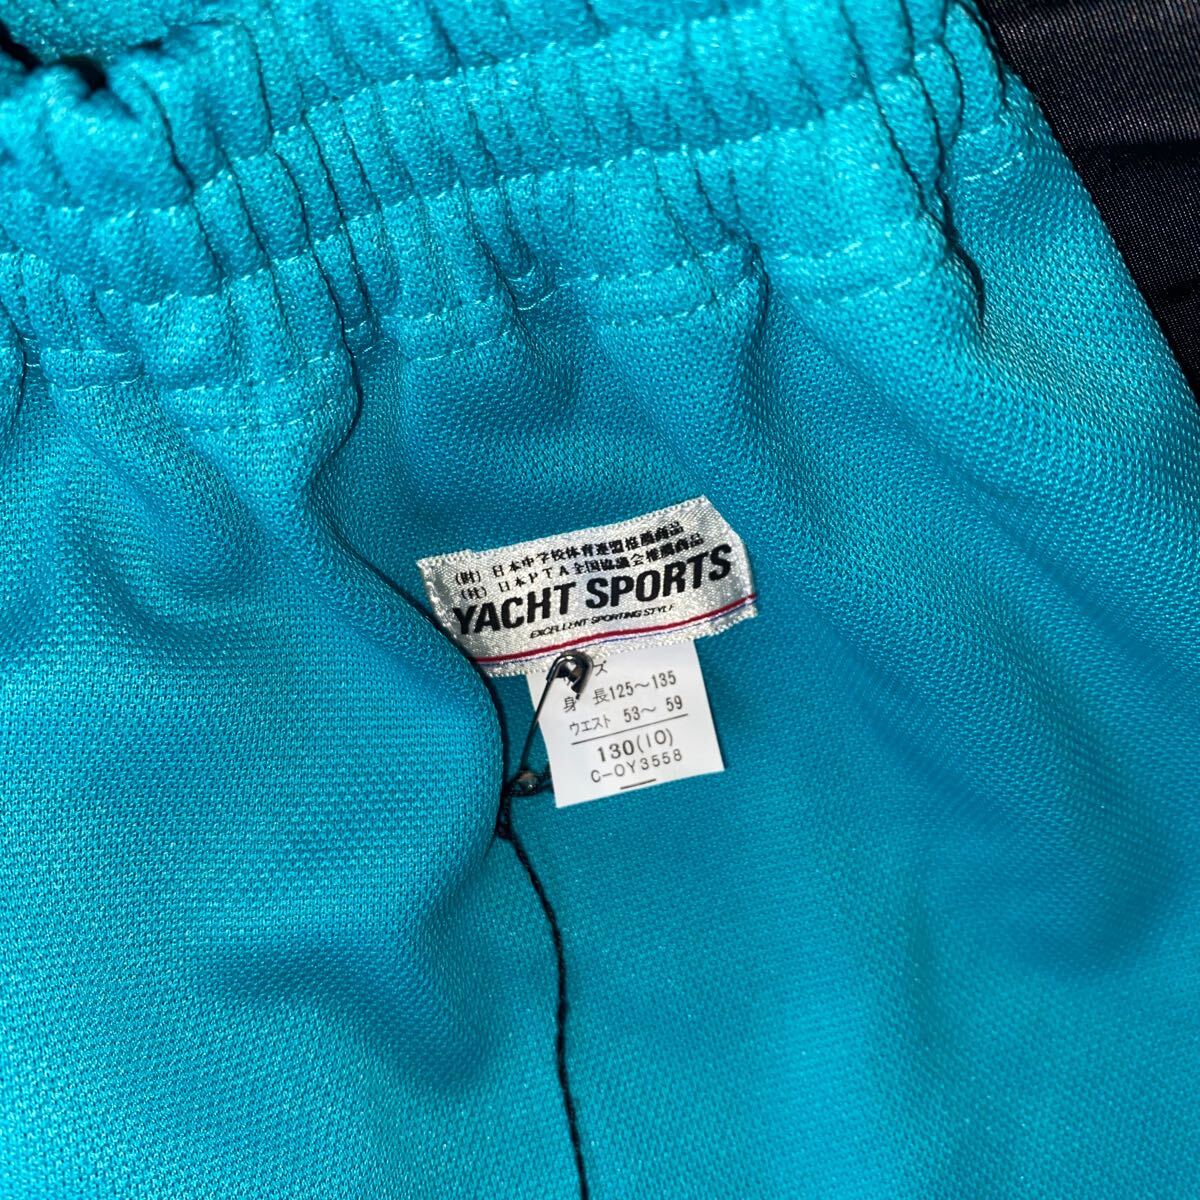 (財)日本中学校体育連盟推薦商品
(社)日本PTA全国協議会推薦商品
YACHT SPORTS
EXCELLENT SPORTING STYLE
ズ
身 長125〜135
ウエスト 53〜 59
130(10)
C-OY3558